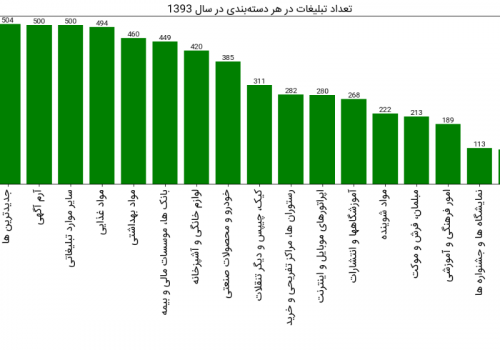 تعداد تبلیغات در هر دسته‌بندی در سال 1393
504
500
500
494
460
449
420
385
311
282
280
268
222
213
189
113
جدیدترین ها
آرم آگهی
سایر موارد تبلیغاتی
مواد غذایی
مواد بهداشتی
بانک ها، موسسات مالی و بیمه
لوازم خانگی و آشپزخانه
خودرو و محصولات صنعتی
کیک، چیپس و دیگر تنقلات
رستوران ها، مراکز تفریحی و خرید
اپراتورهای موبایل و اینترنت
آموزشگاهها و انتشارات
مواد شوینده
مبلمان، فرش و موکت
امور فرهنگی و آموزشی
نمایشگاه ها و جشنواره ها